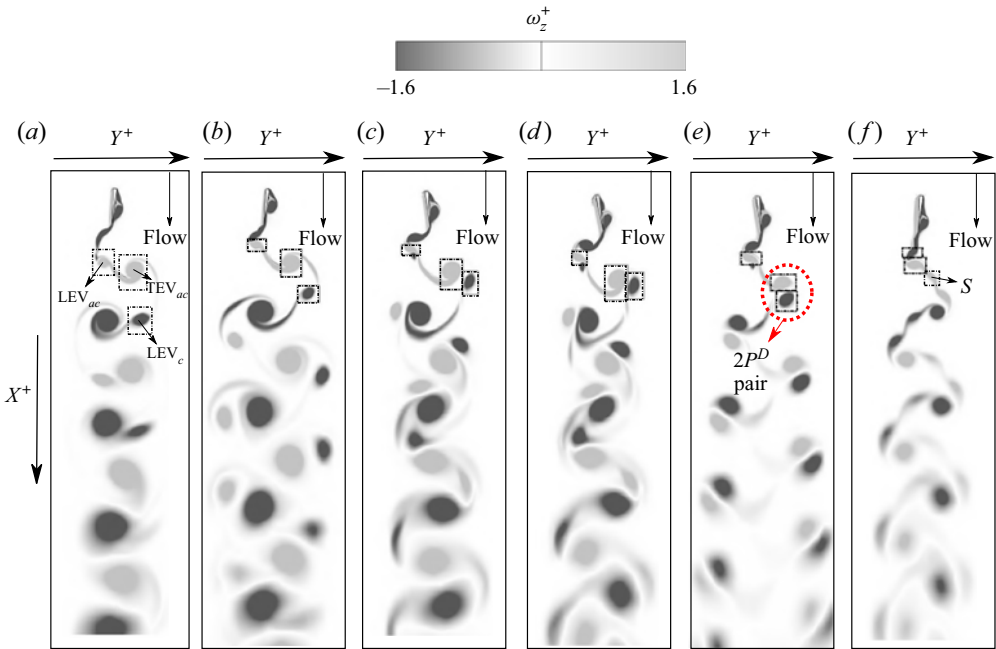 ω_z^+
−1.6 1.6
(a) Y^+ (b) Y^+ (c) Y^+ (d) Y^+ (e) Y^+ (f) Y^+
Flow Flow Flow Flow Flow Flow
LEV_ac TEV_ac S
LEV_c
2P^D
pair
X^+